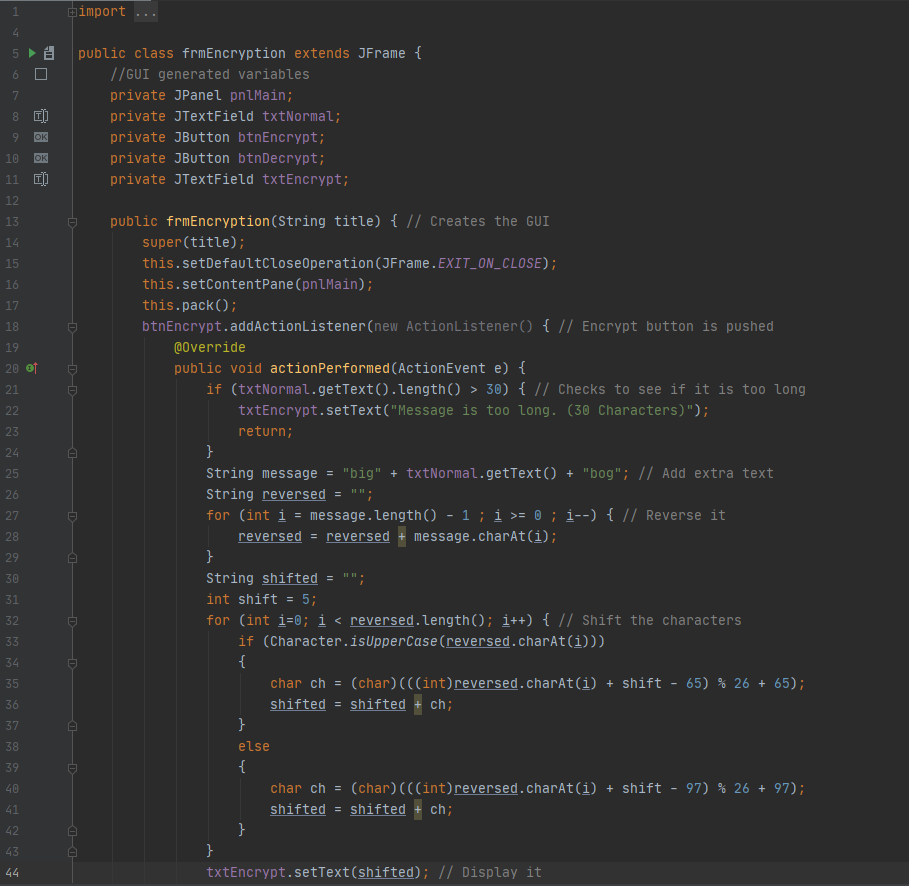 1 import ...
4
5 public class frmEncryption extends JFrame {
6 //GUI generated variables
7 private JPanel pnlMain;
8 private JTextField txtNormal;
9 OK private JButton btnEncrypt;
10 OK private JButton btnDecrypt;
11 private JTextField txtEncrypt;
12
13 public frmEncryption(String title) { // Creates the GUI
14 super(title);
15 this.setDefaultCloseOperation(JFrame.EXIT_ON_CLOSE);
16 this.setContentPane(pnlMain);
17 this.pack();
18 btnEncrypt.addActionListener(new ActionListener() { // Encrypt button is pushed
19 @Override
20 public void actionPerformed(ActionEvent e) {
21 if (txtNormal.getText().length() > 30) { // Checks to see if it is too long
22 txtEncrypt.setText("Message is too long. (30 Characters)");
23 return;
24 }
25 String message = "big" + txtNormal.getText() + "bog"; // Add extra text
26 String reversed = "";
27 for (int i = message.length() - 1 ; i >= 0 ; i--) { // Reverse it
28 reversed = reversed + message.charAt(i);
29 }
30 String shifted = "";
31 int shift = 5;
32 for (int i=0; i < reversed.length(); i++) { // Shift the characters
33 if (Character.isUpperCase(reversed.charAt(i)))
34 {
35 char ch = (char)(((int)reversed.charAt(i) + shift - 65) % 26 + 65);
36 shifted = shifted + ch;
37 }
38 else
39 {
40 char ch = (char)(((int)reversed.charAt(i) + shift - 97) % 26 + 97);
41 shifted = shifted + ch;
42 }
43 }
44 txtEncrypt.setText(shifted); // Display it